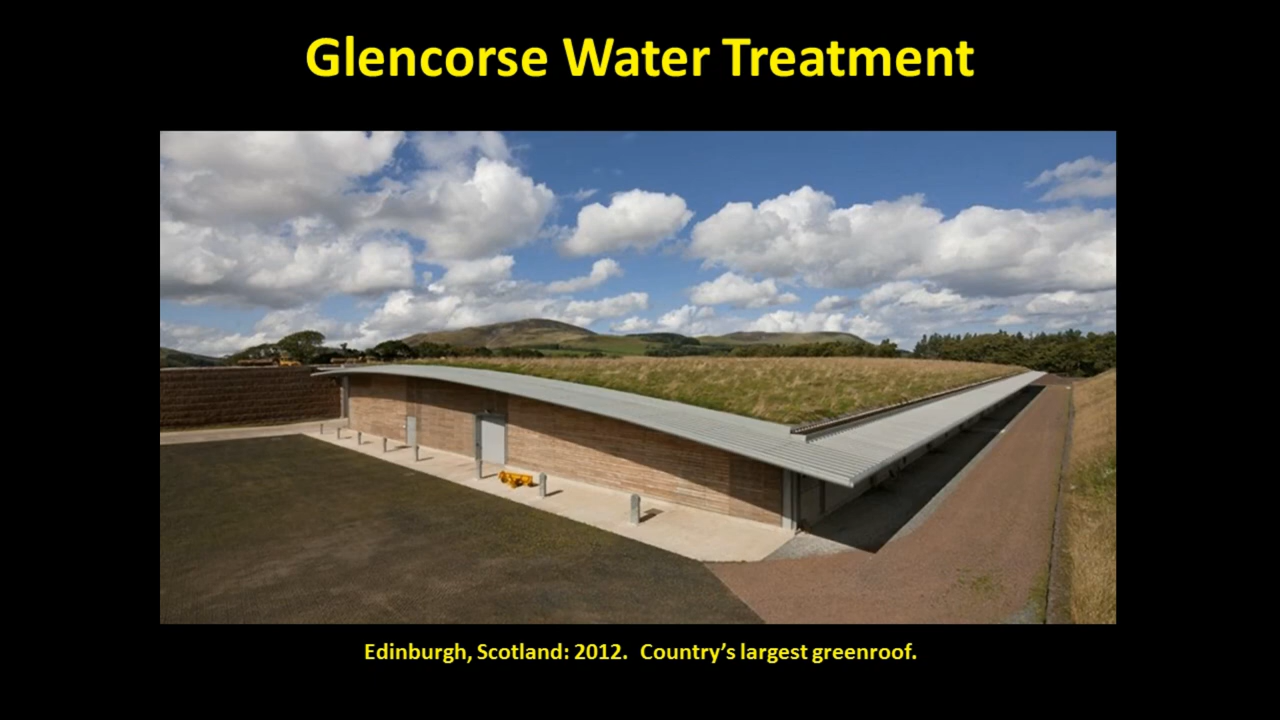 Glencorse Water Treatment
Edinburgh, Scotland: 2012.  Country’s largest greenroof.